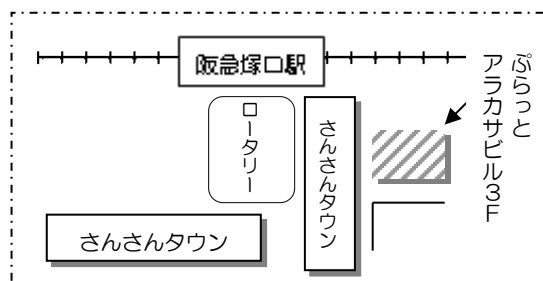 阪急塚口駅
ロータリー
さんさんタウン
さんさんタウン
ぷらっと
アラカサビル3F